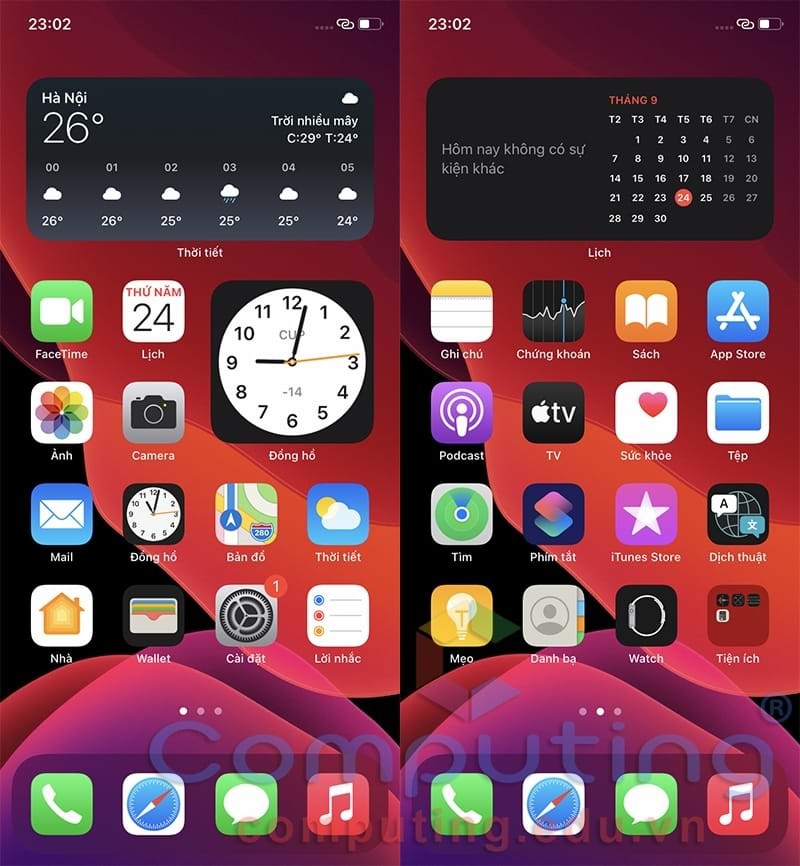 23:02
Hà Nội
26°
Trời nhiều mây
C:29° T:24°
00 01 02 03 04 05
26° 26° 25° 25° 25° 24°
Thời tiết
FaceTime
THỨ NĂM
24
Lịch
12
1
2
3
4
5
6
7
8
9
10
11
CUP
-14
Đồng hồ
Ảnh
Camera
Mail
Đồng hồ
280
Bản đồ
Thời tiết
Nhà
Wallet
1
Cài đặt
Lời nhắc
23:02
Hôm nay không có sự
kiện khác
THÁNG 9
T2 T3 T4 T5 T6 T7 CN
1 2 3 4 5 6
7 8 9 10 11 12 13
14 15 16 17 18 19 20
21 22 23 24 25 26 27
28 29 30
Lịch
Ghi chú
Chứng khoán
Sách
App Store
Podcast
tv
TV
Sức khỏe
Tệp
Tìm
Phím tắt
iTunes Store
A
文
Dịch thuật
Mẹo
Danh bạ
Watch
Tiện ích
Computing®
computing.edu.vn